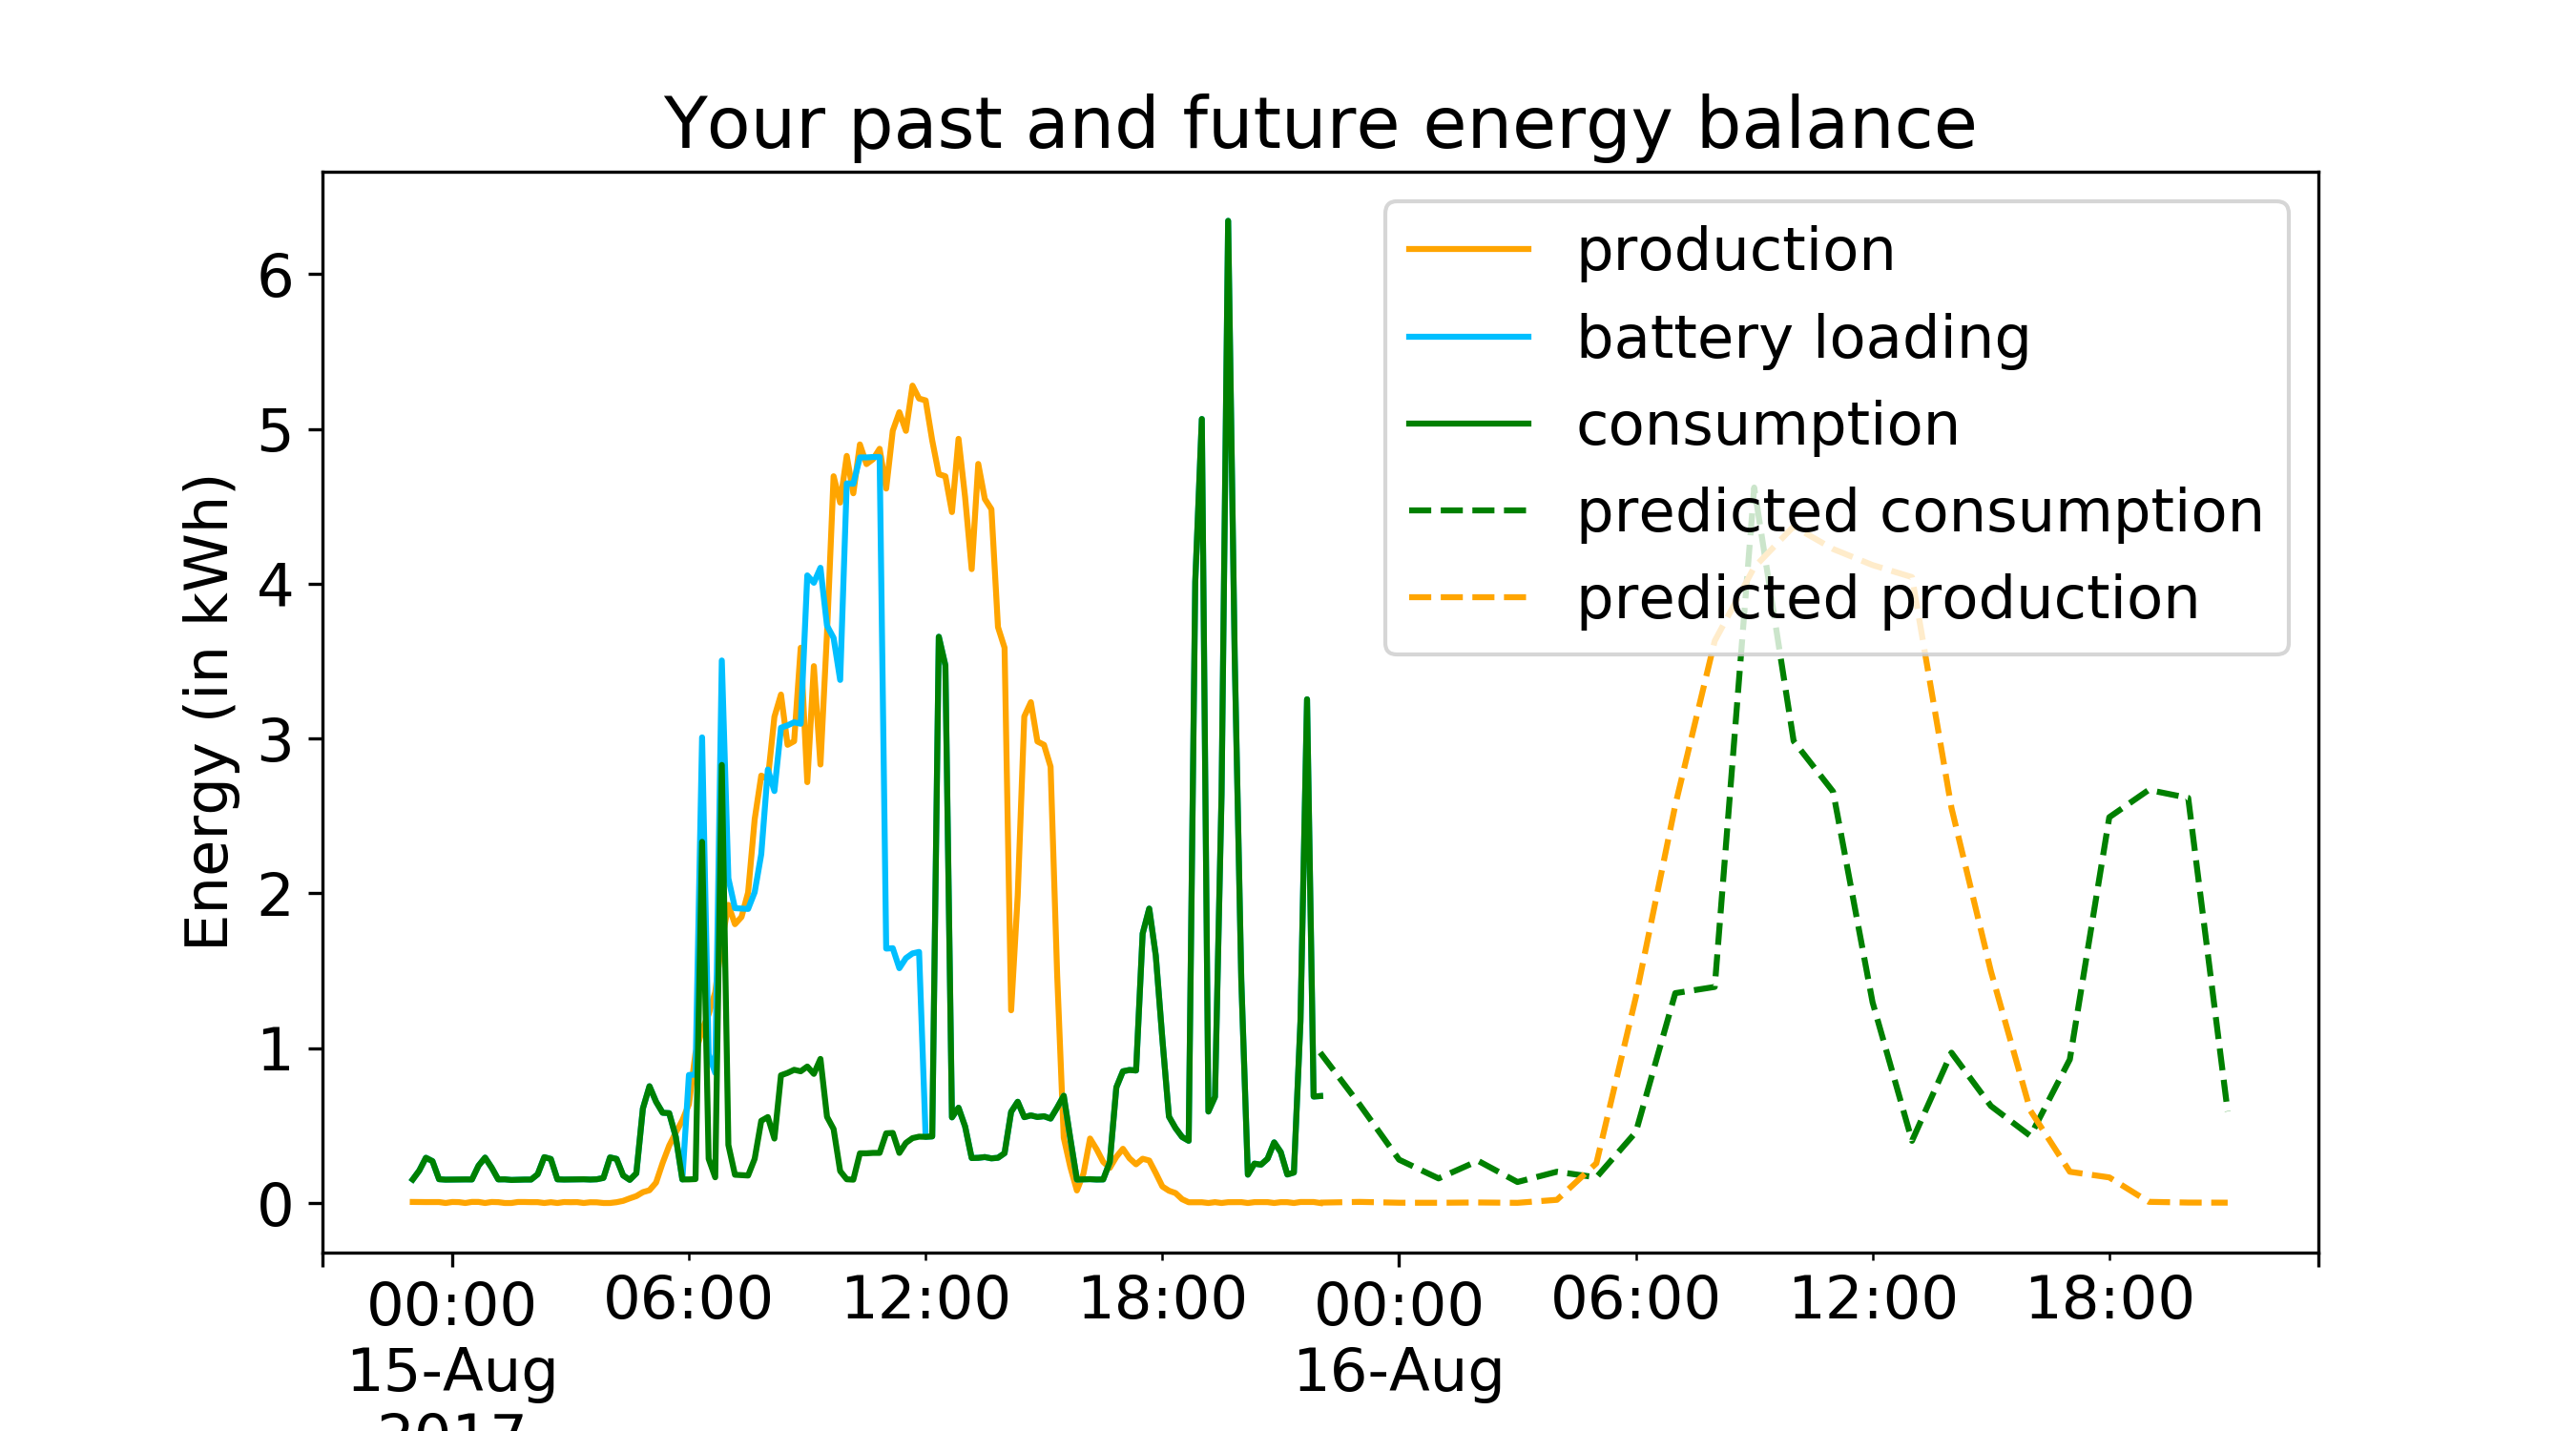 Your past and future energy balance
Energy (in kWh)
6
5
4
3
2
1
0
production
battery loading
consumption
predicted consumption
predicted production
00:00 06:00 12:00 18:00 00:00 06:00 12:00 18:00
15-Aug 16-Aug
2017